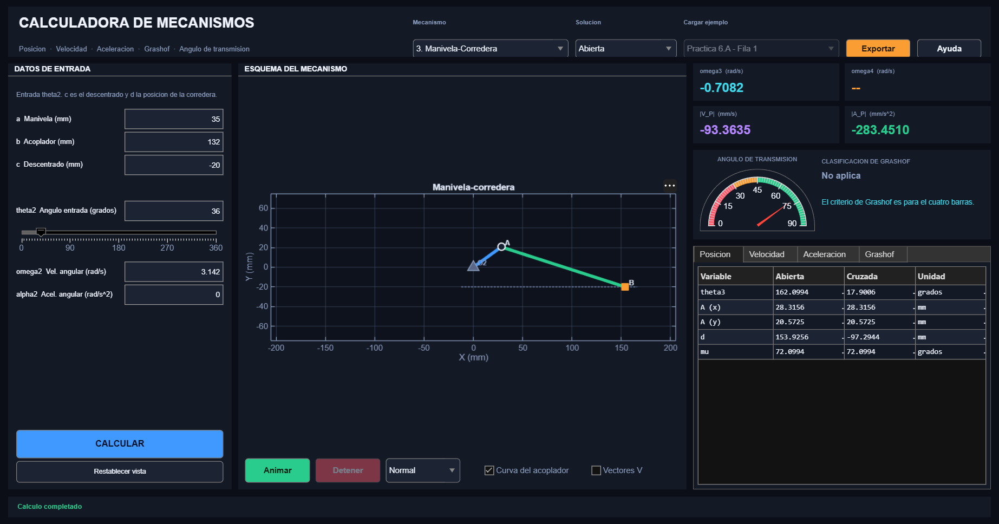 CALCULADORA DE MECANISMOS
Posicion · Velocidad · Aceleracion · Grashof · Angulo de transmision
Mecanismo
3. Manivela-Corredera
Solucion
Abierta
Cargar ejemplo
Practica 6.A - Fila 1
Exportar
Ayuda
DATOS DE ENTRADA
Entrada theta2. c es el descentrado y d la posicion de la corredera.
a Manivela (mm) 35
b Acoplador (mm) 132
c Descentrado (mm) -20
theta2 Angulo entrada (grados) 36
0 90 180 270 360
omega2 Vel. angular (rad/s) 3.142
alpha2 Acel. angular (rad/s^2) 0
CALCULAR
Restablecer vista
ESQUEMA DEL MECANISMO
Manivela-corredera
...
60
40
20
0
-20
-40
-60
Y (mm)
A
O2
B
-200 -150 -100 -50 0 50 100 150 200
X (mm)
Animar
Detener
Normal
Curva del acoplador
Vectores V
omega3 (rad/s)
-0.7082
omega4 (rad/s)
--
|V_P| (mm/s)
-93.3635
|A_P| (mm/s^2)
-283.4510
ANGULO DE TRANSMISION
0 15 30 45 60 75 90
CLASIFICACION DE GRASHOF
No aplica
El criterio de Grashof es para el cuatro barras.
Posicion Velocidad Aceleracion Grashof
Variable Abierta Cruzada Unidad
theta3 162.0994 17.9006 grados
A (x) 28.3156 28.3156 mm
A (y) 20.5725 20.5725 mm
d 153.9256 -97.2944 mm
mu 72.0994 72.0994 grados
Calculo completado